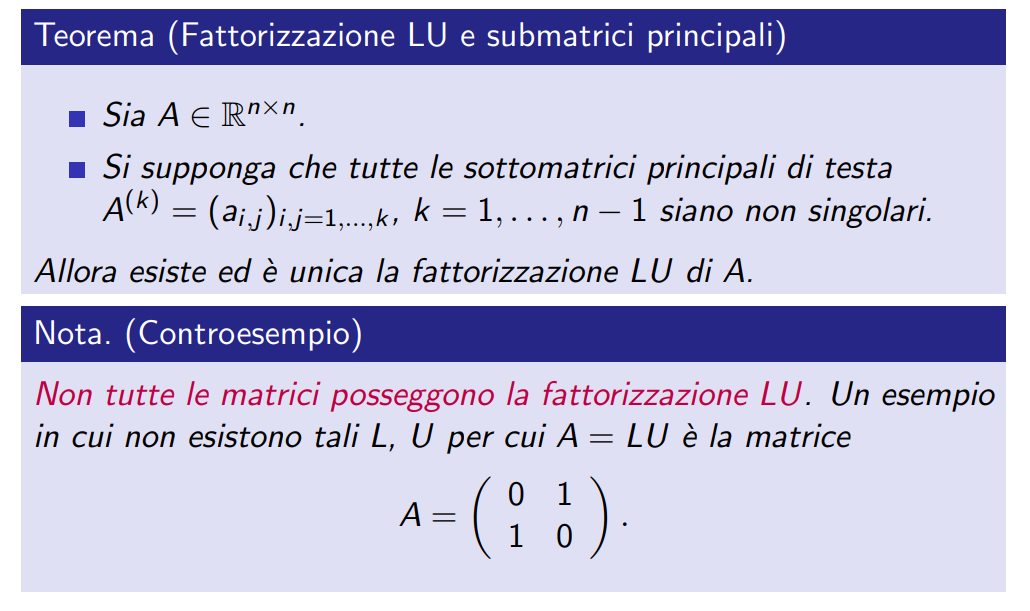 Teorema (Fattorizzazione LU e submatrici principali)
Sia A ∈ ℝⁿˣⁿ.
Si supponga che tutte le sottomatrici principali di testa
A⁽ᵏ⁾ = (a_{i,j})_{i,j=1,...,k}, k = 1, . . . , n − 1 siano non singolari.
Allora esiste ed è unica la fattorizzazione LU di A.
Nota. (Controesempio)
Non tutte le matrici posseggono la fattorizzazione LU. Un esempio
in cui non esistono tali L, U per cui A = LU è la matrice
A = ( 0 1
1 0 ) .